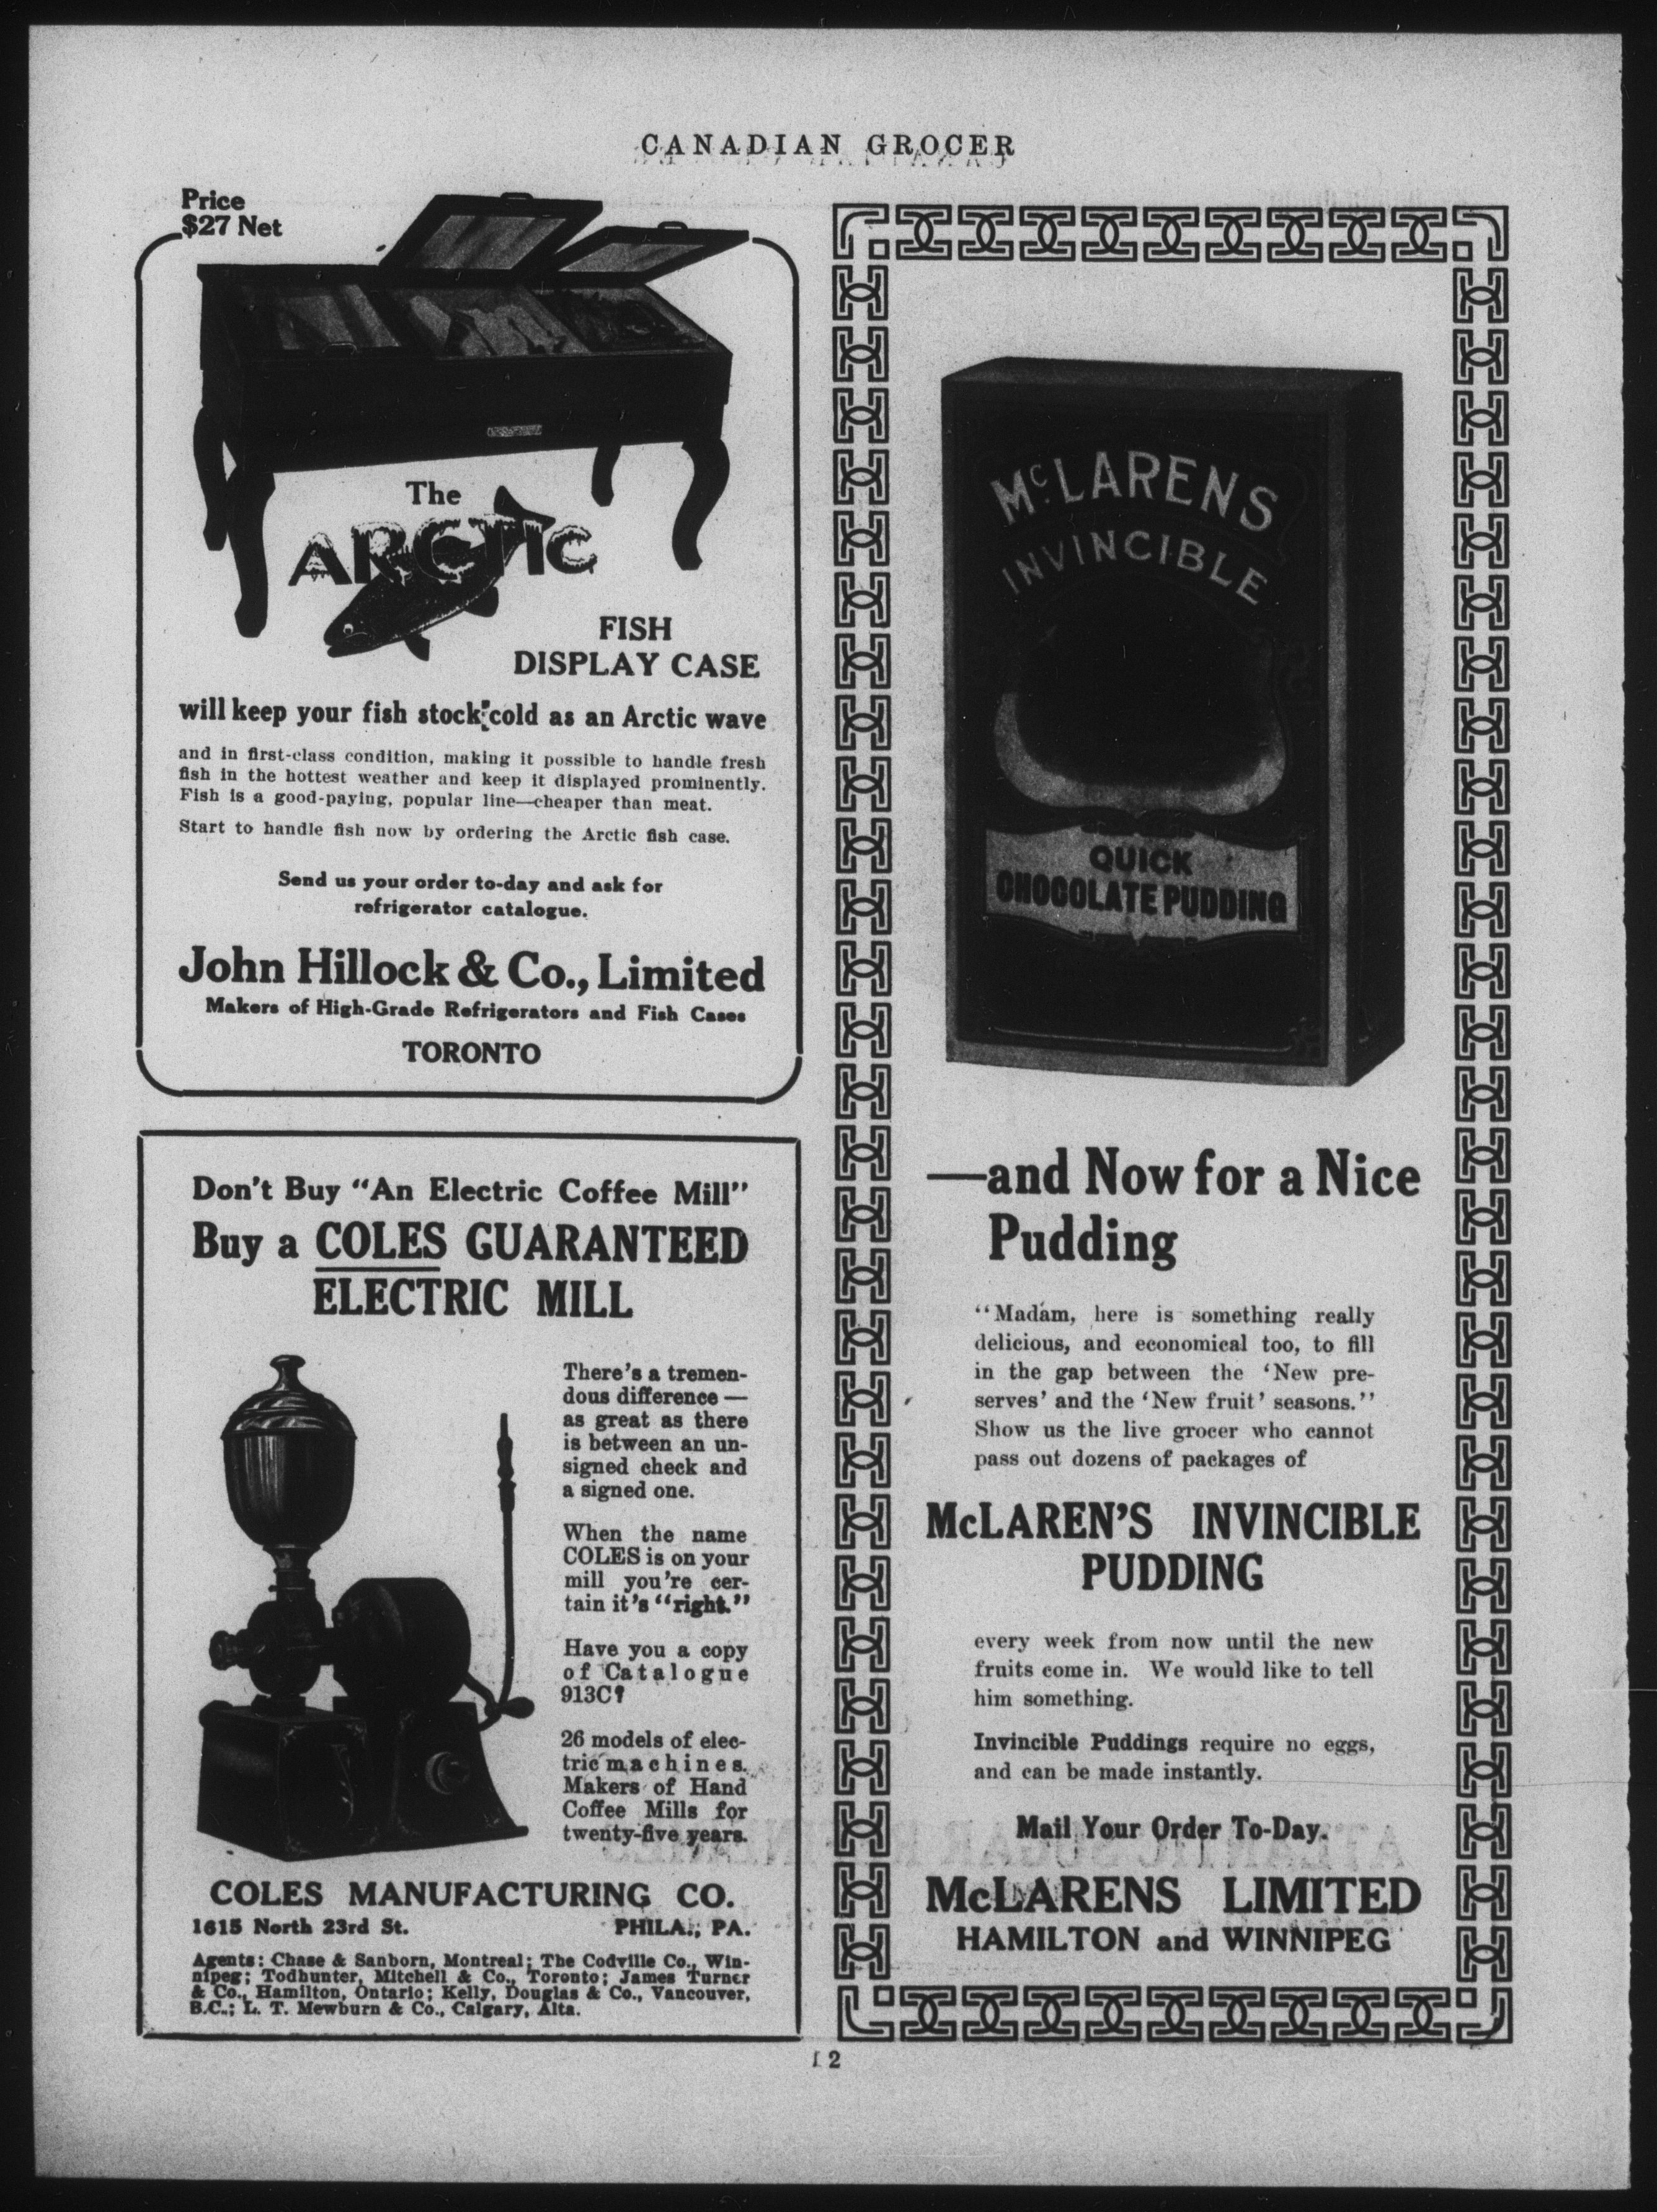 CANADIAN GROCER
Price
$27 Net
The
ARCTIC
FISH
DISPLAY CASE
will keep your fish stock cold as an Arctic wave
and in first-class condition, making it possible to handle fresh
fish in the hottest weather and keep it displayed prominently.
Fish is a good-paying, popular line—cheaper than meat.
Start to handle fish now by ordering the Arctic fish case.
Send us your order to-day and ask for
refrigerator catalogue.
John Hillock & Co., Limited
Makers of High-Grade Refrigerators and Fish Cases
TORONTO
Don't Buy "An Electric Coffee Mill"
Buy a COLES GUARANTEED
ELECTRIC MILL
There's a tremen-
dous difference —
as great as there
is between an un-
signed check and
a signed one.
When the name
COLES is on your
mill you're cer-
tain it's "right."
Have you a copy
of Catalogue
913C?
26 models of elec-
tric machines.
Makers of Hand
Coffee Mills for
twenty-five years.
COLES MANUFACTURING CO.
1615 North 23rd St. PHILA., PA.
Agents: Chase & Sanborn, Montreal; The Codville Co., Win-
nipeg; Todhunter, Mitchell & Co., Toronto; James Turner
& Co., Hamilton, Ontario; Kelly, Douglas & Co., Vancouver,
B.C.; L. T. Mewburn & Co., Calgary, Alta.
McLARENS
INVINCIBLE
QUICK
CHOCOLATE PUDDING
—and Now for a Nice
Pudding
"Madam, here is something really
delicious, and economical too, to fill
in the gap between the 'New pre-
serves' and the 'New fruit' seasons."
Show us the live grocer who cannot
pass out dozens of packages of
McLAREN'S INVINCIBLE
PUDDING
every week from now until the new
fruits come in. We would like to tell
him something.
Invincible Puddings require no eggs,
and can be made instantly.
Mail Your Order To-Day.
McLARENS LIMITED
HAMILTON and WINNIPEG
12